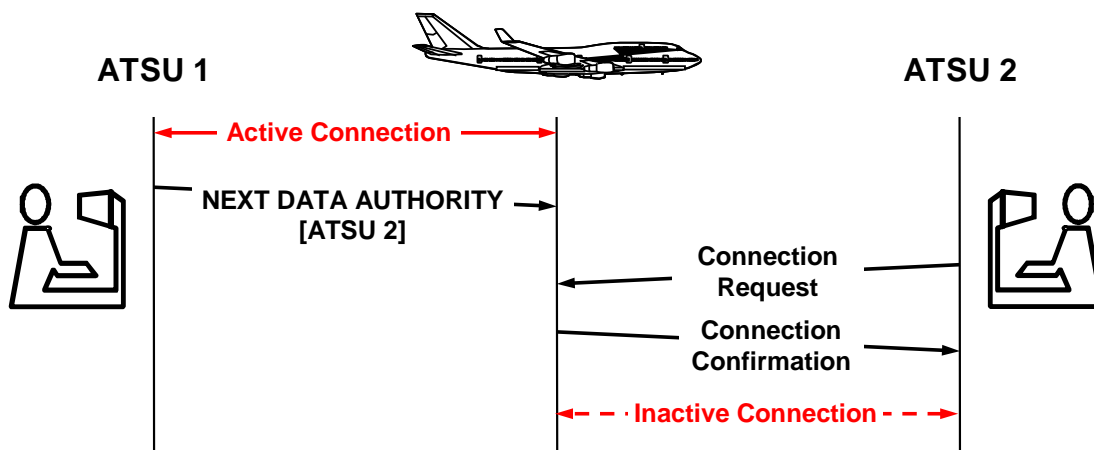 ATSU 1
ATSU 2
Active Connection
NEXT DATA AUTHORITY
[ATSU 2]
Connection
Request
Connection
Confirmation
Inactive Connection